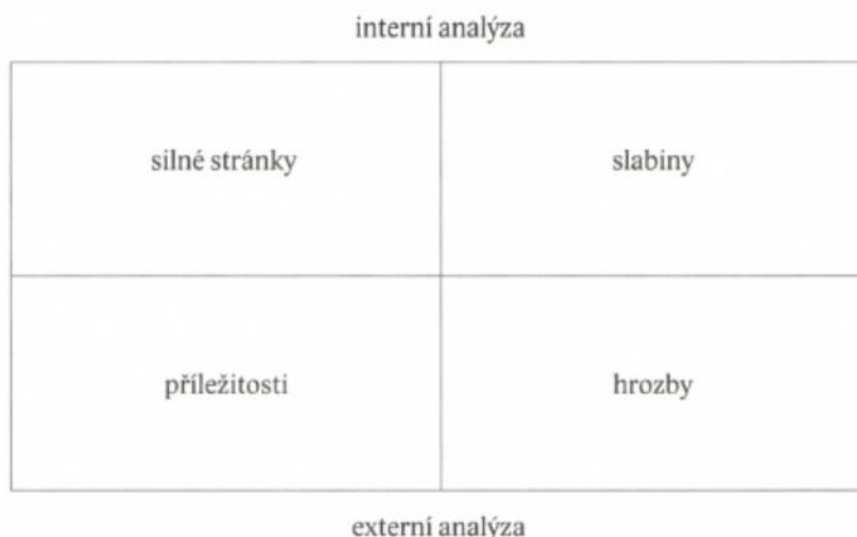 interní analýza
silné stránky
slabiny
příležitosti
hrozby
externí analýza